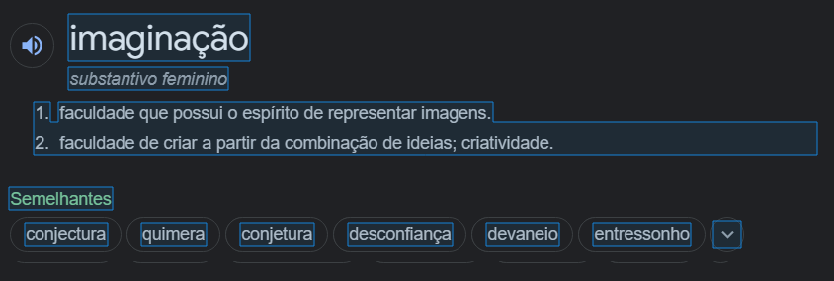 imaginação
substantivo feminino
1. faculdade que possui o espírito de representar imagens.
2. faculdade de criar a partir da combinação de ideias; criatividade.
Semelhantes
conjectura quimera conjetura desconfiança devaneio entressonho